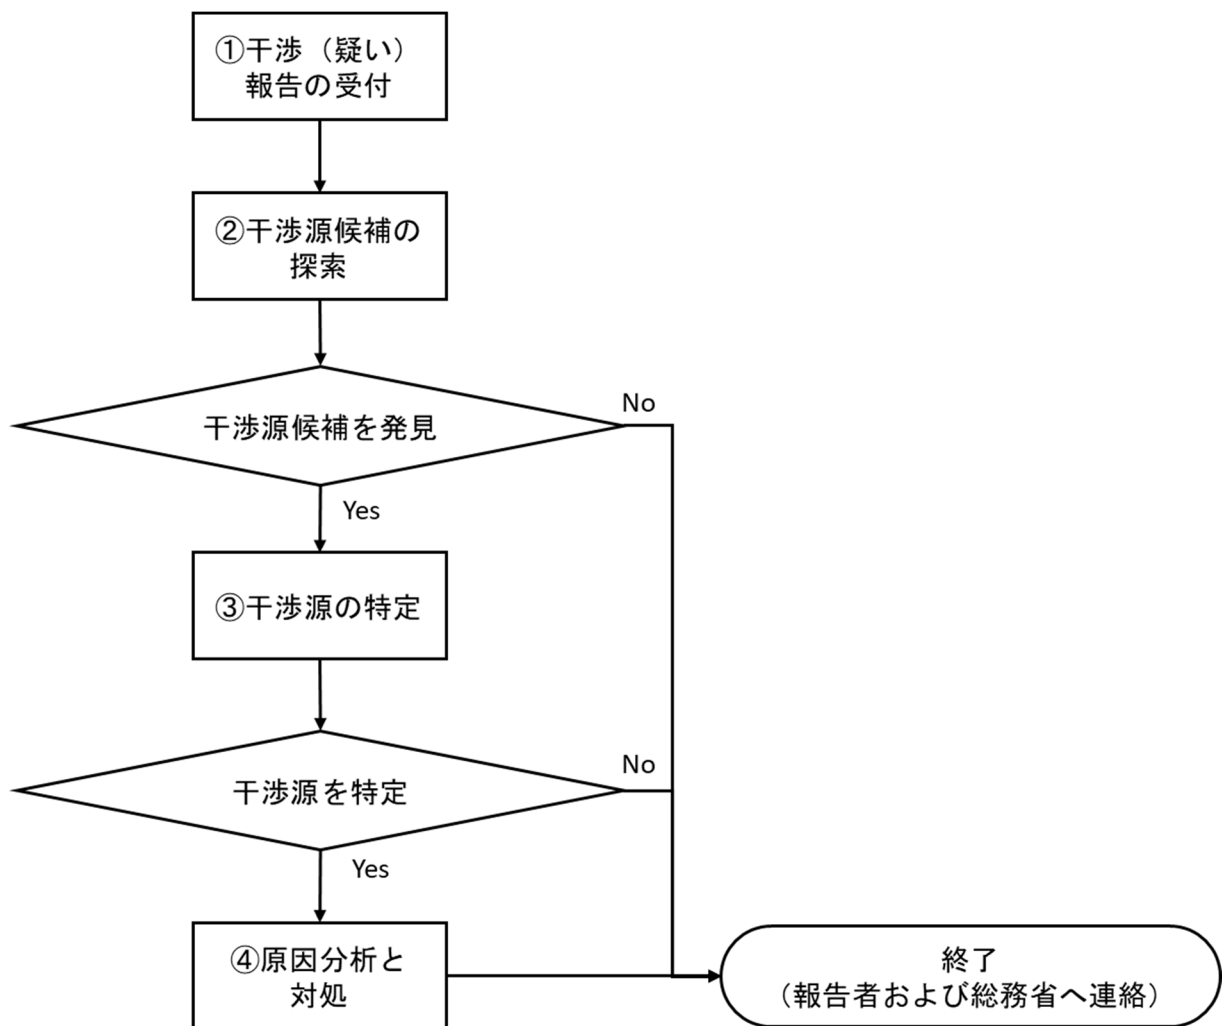 ①干渉（疑い）
報告の受付
②干渉源候補の
探索
干渉源候補を発見
No
Yes
③干渉源の特定
干渉源を特定
No
Yes
④原因分析と
対処
終了
（報告者および総務省へ連絡）